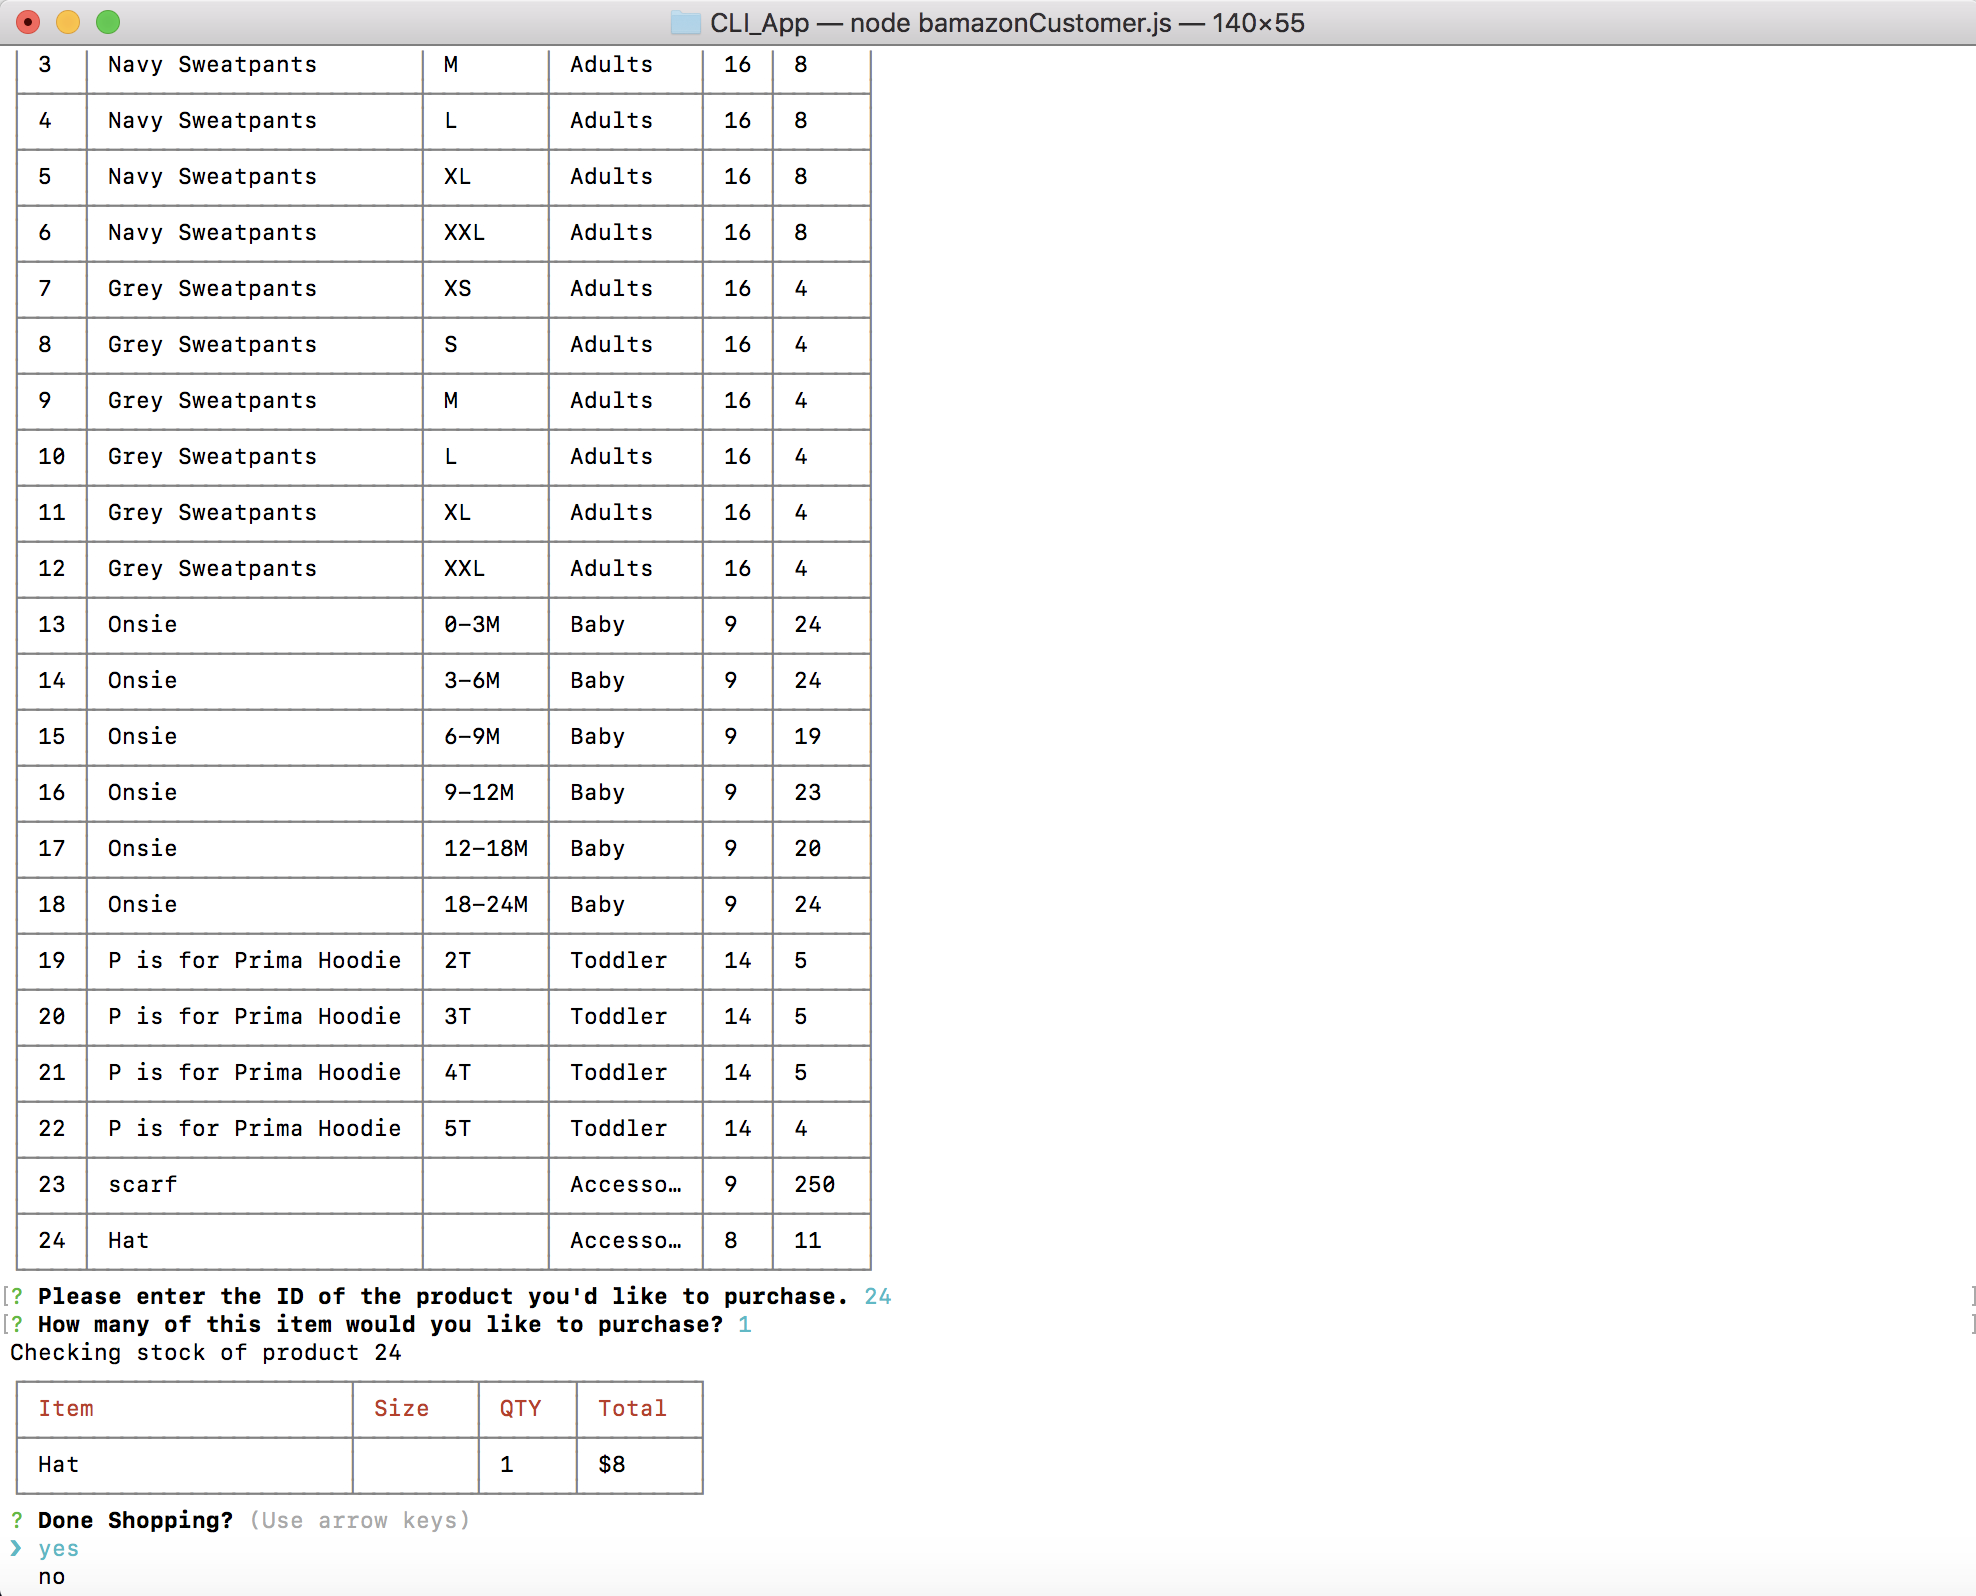 CLI_App — node bamazonCustomer.js — 140×55
3 Navy Sweatpants M Adults 16 8
4 Navy Sweatpants L Adults 16 8
5 Navy Sweatpants XL Adults 16 8
6 Navy Sweatpants XXL Adults 16 8
7 Grey Sweatpants XS Adults 16 4
8 Grey Sweatpants S Adults 16 4
9 Grey Sweatpants M Adults 16 4
10 Grey Sweatpants L Adults 16 4
11 Grey Sweatpants XL Adults 16 4
12 Grey Sweatpants XXL Adults 16 4
13 Onsie 0-3M Baby 9 24
14 Onsie 3-6M Baby 9 24
15 Onsie 6-9M Baby 9 19
16 Onsie 9-12M Baby 9 23
17 Onsie 12-18M Baby 9 20
18 Onsie 18-24M Baby 9 24
19 P is for Prima Hoodie 2T Toddler 14 5
20 P is for Prima Hoodie 3T Toddler 14 5
21 P is for Prima Hoodie 4T Toddler 14 5
22 P is for Prima Hoodie 5T Toddler 14 4
23 scarf Accesso… 9 250
24 Hat Accesso… 8 11
[? Please enter the ID of the product you'd like to purchase. 24 ]
[? How many of this item would you like to purchase? 1 ]
Checking stock of product 24
Item Size QTY Total
Hat 1 $8
? Done Shopping? (Use arrow keys)
❯ yes
no